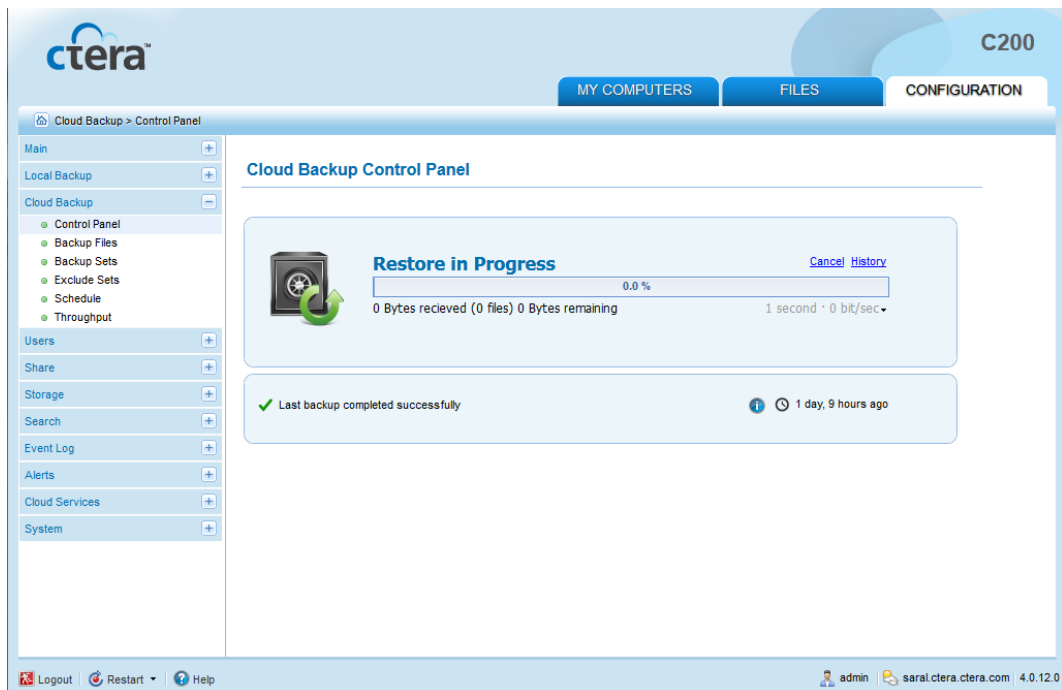 ctera™
C200
MY COMPUTERS
FILES
CONFIGURATION
Cloud Backup > Control Panel
Main
Local Backup
Cloud Backup
Control Panel
Backup Files
Backup Sets
Exclude Sets
Schedule
Throughput
Users
Share
Storage
Search
Event Log
Alerts
Cloud Services
System
Cloud Backup Control Panel
Restore in Progress
Cancel History
0.0 %
0 Bytes recieved (0 files) 0 Bytes remaining
1 second · 0 bit/sec
Last backup completed successfully
1 day, 9 hours ago
Logout
Restart
Help
admin
saral.ctera.ctera.com
4.0.12.0